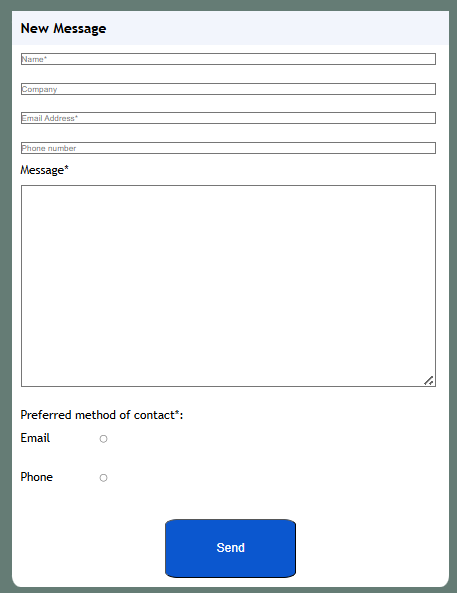 New Message
Name*
Company
Email Address*
Phone number
Message*
Preferred method of contact*:
Email
Phone
Send